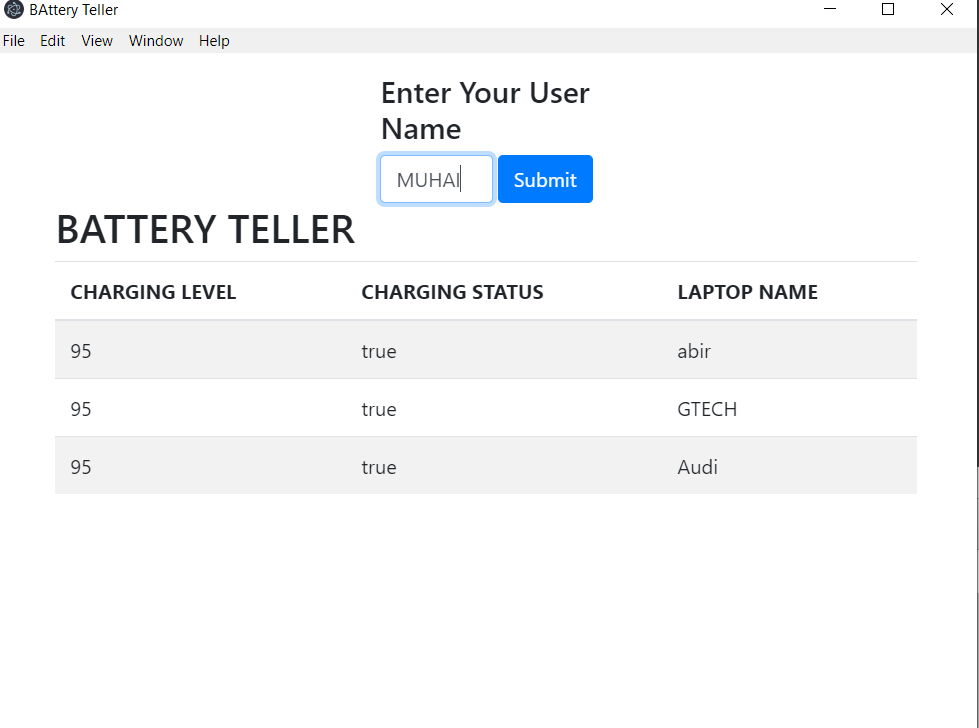 BAttery Teller
File Edit View Window Help
Enter Your User
Name
MUHAI Submit
BATTERY TELLER
CHARGING LEVEL CHARGING STATUS LAPTOP NAME
95 true abir
95 true GTECH
95 true Audi